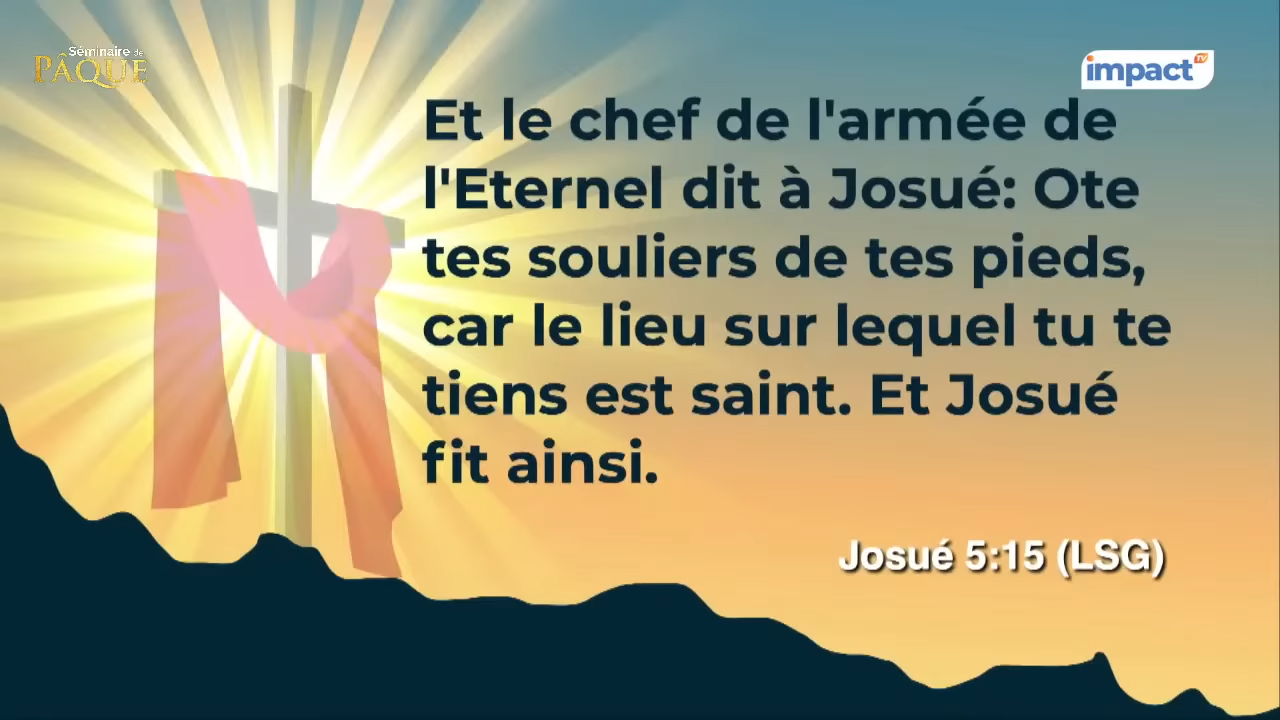 Séminaire de
PÂQUE
impact TV
Et le chef de l'armée de
l'Eternel dit à Josué: Ote
tes souliers de tes pieds,
car le lieu sur lequel tu te
tiens est saint. Et Josué
fit ainsi.
Josué 5:15 (LSG)